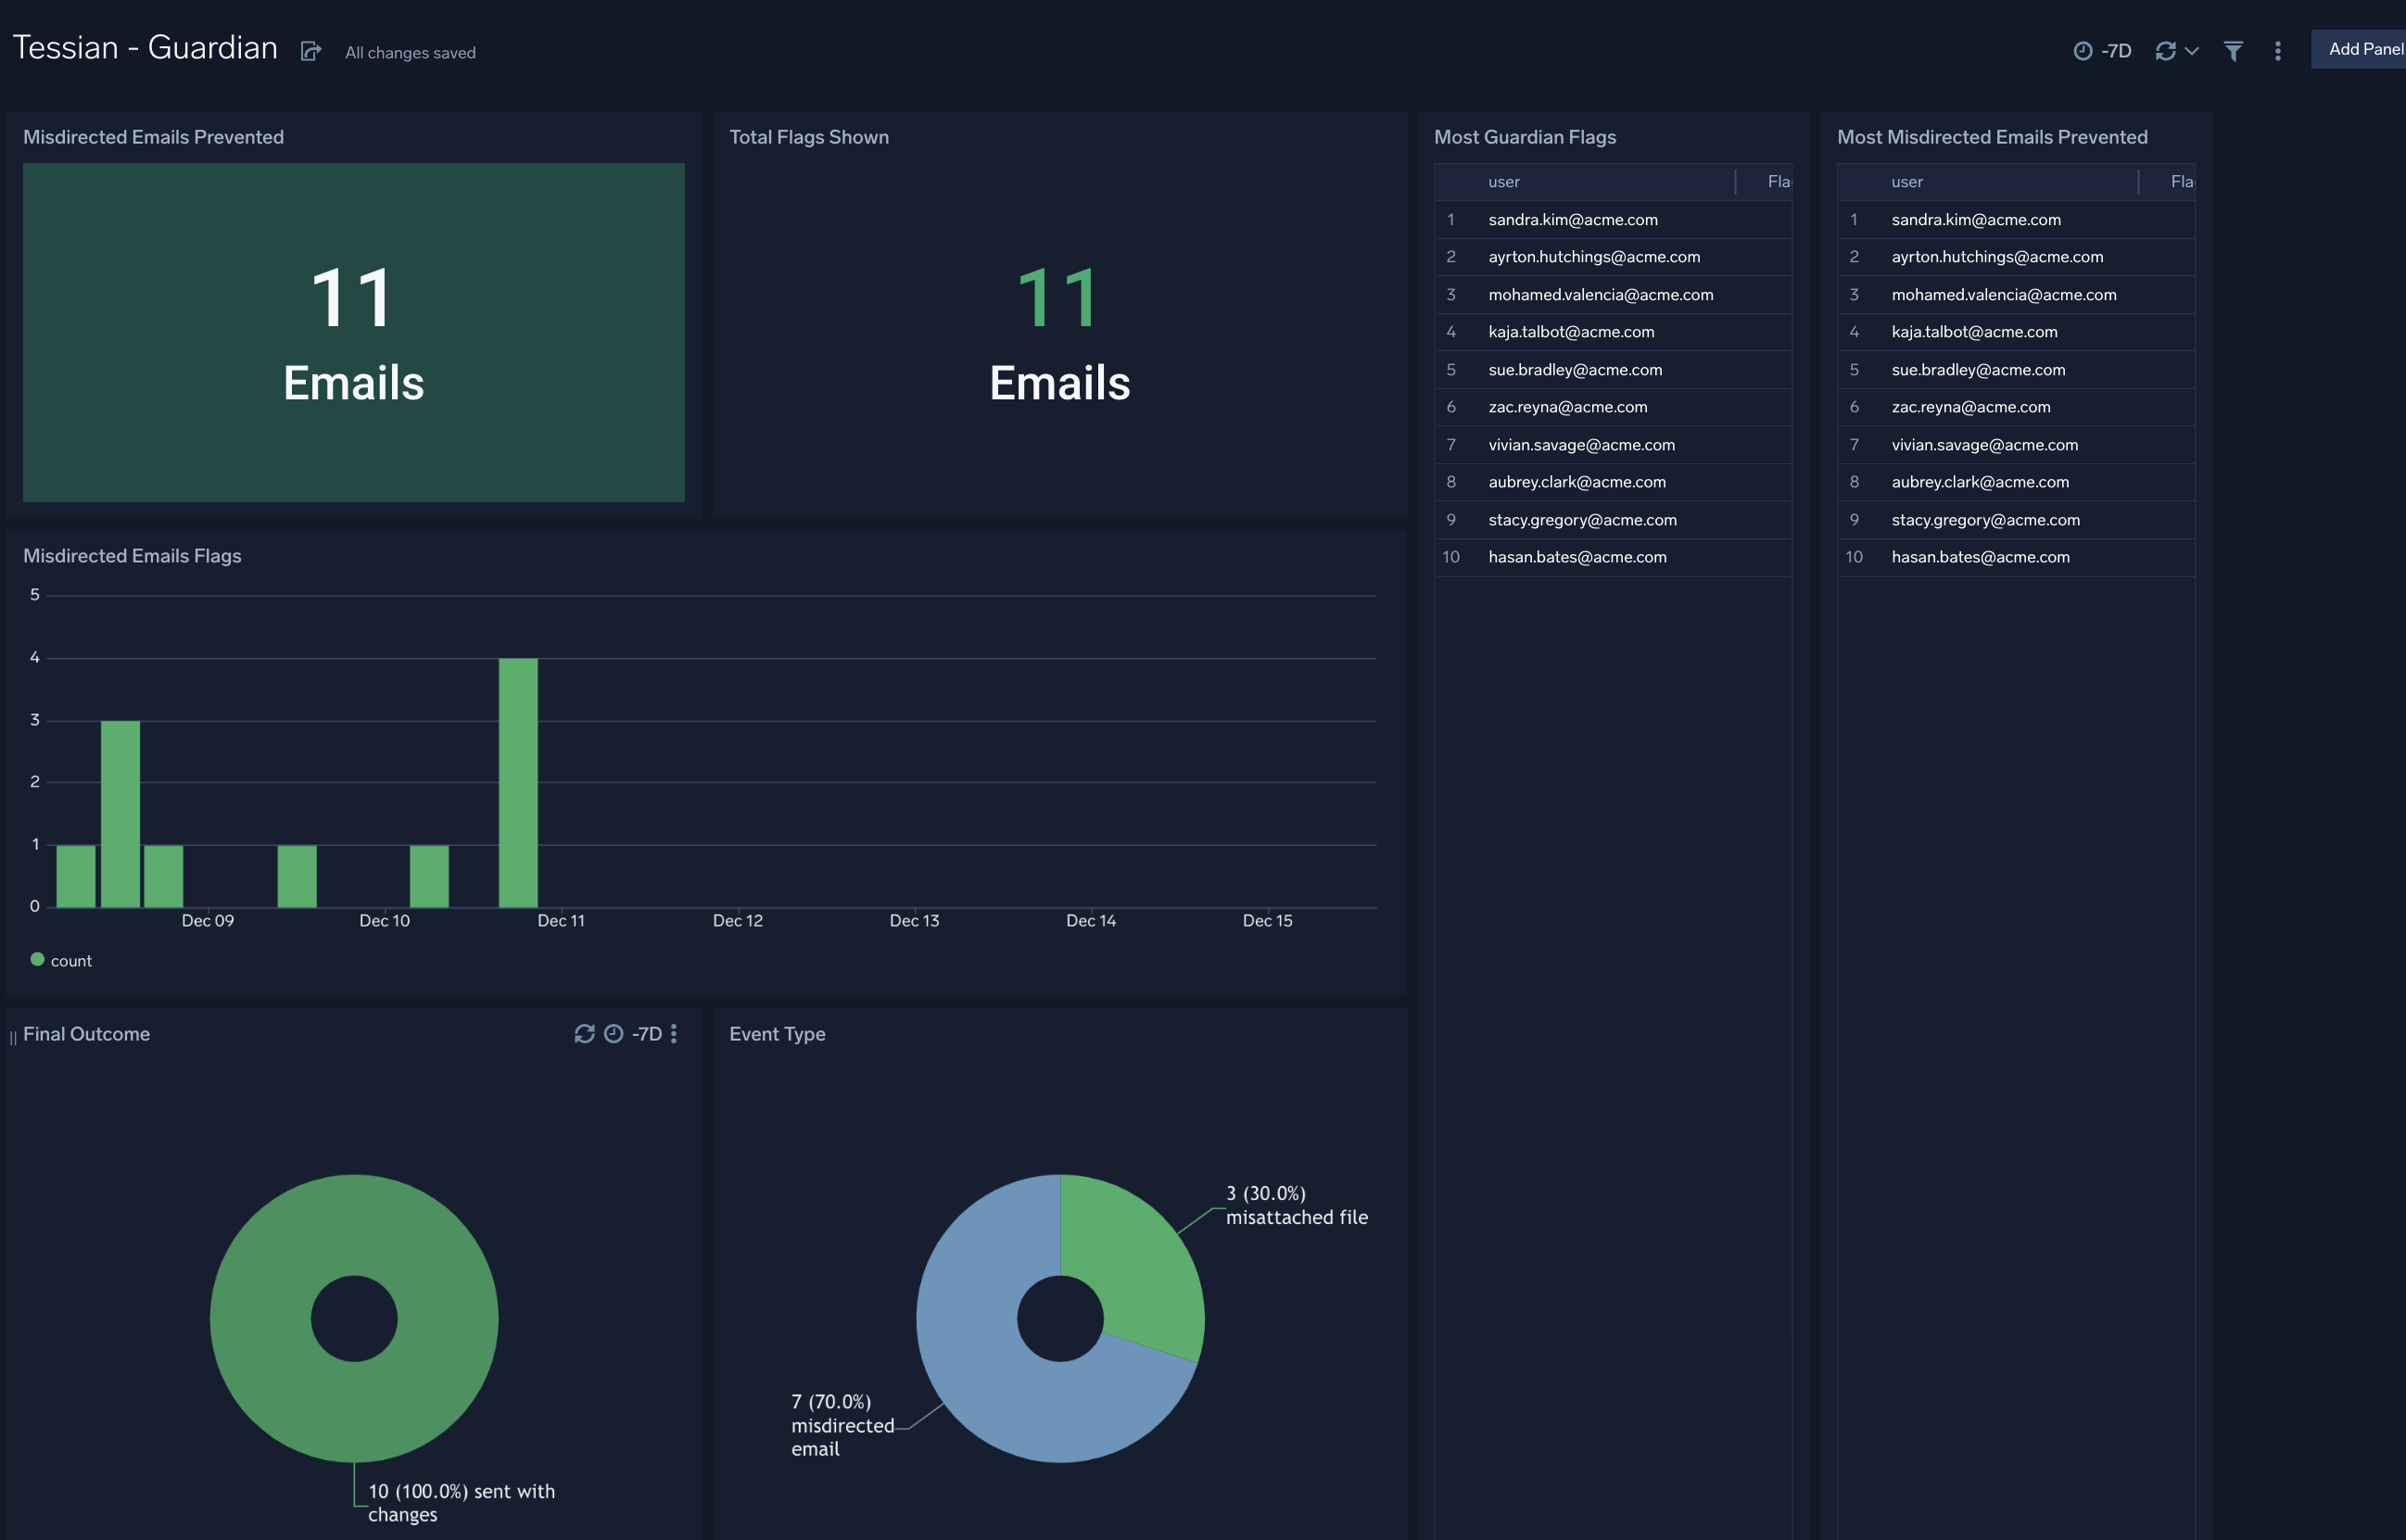 Tessian - Guardian
All changes saved
-7D
Add Panel
Misdirected Emails Prevented
11
Emails
Total Flags Shown
11
Emails
Most Guardian Flags
user Fla
1 sandra.kim@acme.com
2 ayrton.hutchings@acme.com
3 mohamed.valencia@acme.com
4 kaja.talbot@acme.com
5 sue.bradley@acme.com
6 zac.reyna@acme.com
7 vivian.savage@acme.com
8 aubrey.clark@acme.com
9 stacy.gregory@acme.com
10 hasan.bates@acme.com
Most Misdirected Emails Prevented
user Fla
1 sandra.kim@acme.com
2 ayrton.hutchings@acme.com
3 mohamed.valencia@acme.com
4 kaja.talbot@acme.com
5 sue.bradley@acme.com
6 zac.reyna@acme.com
7 vivian.savage@acme.com
8 aubrey.clark@acme.com
9 stacy.gregory@acme.com
10 hasan.bates@acme.com
Misdirected Emails Flags
5
4
3
2
1
0
Dec 09 Dec 10 Dec 11 Dec 12 Dec 13 Dec 14 Dec 15
count
Final Outcome
-7D
10 (100.0%) sent with
changes
Event Type
3 (30.0%)
misattached file
7 (70.0%)
misdirected
email